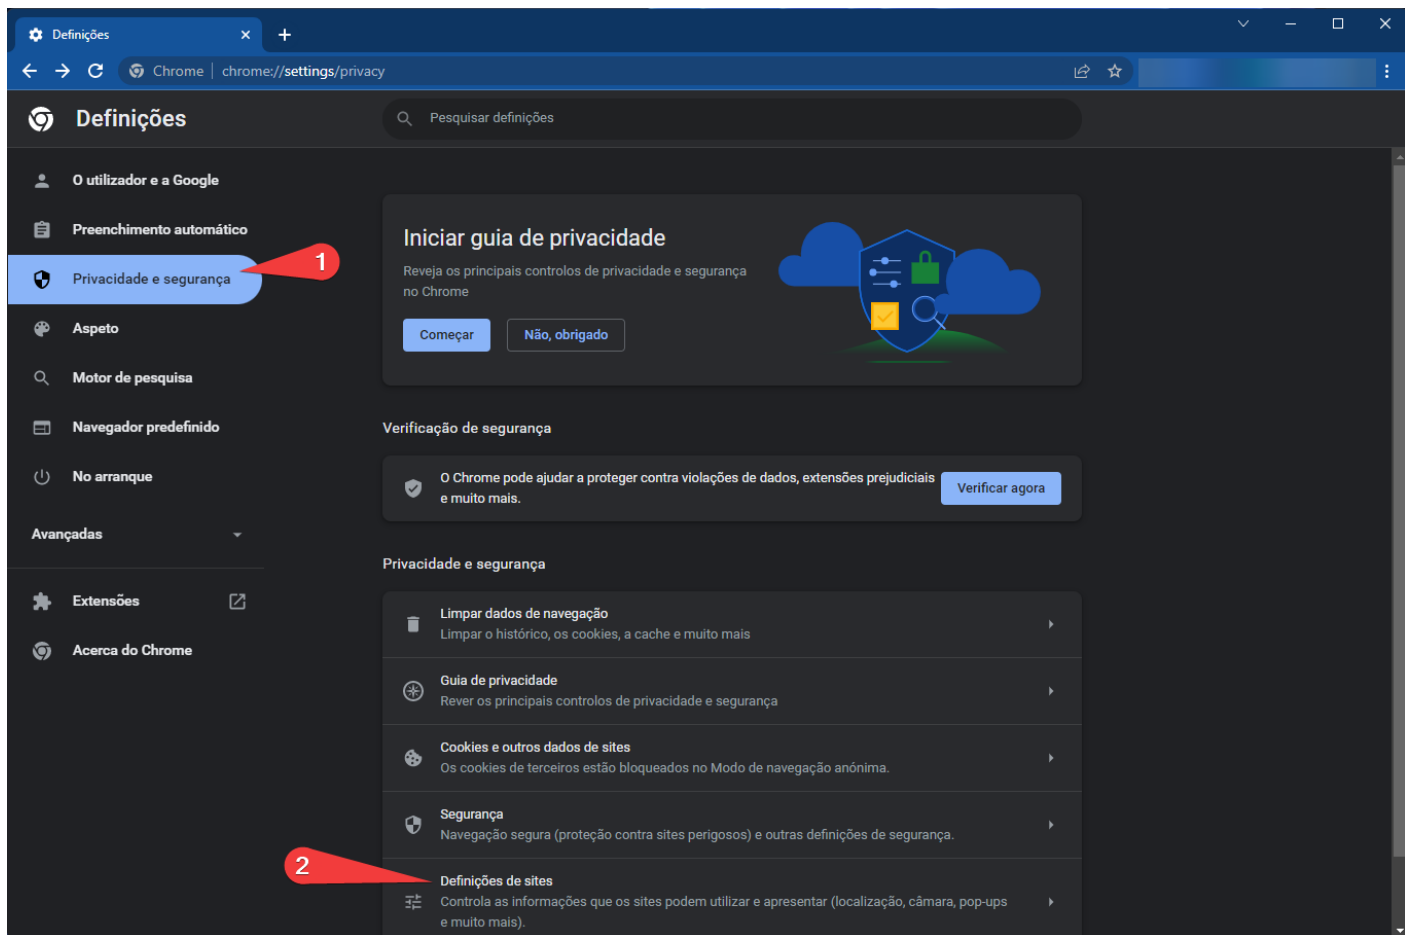 Definições
Chrome | chrome://settings/privacy
Definições
Pesquisar definições
O utilizador e a Google
Preenchimento automático
Privacidade e segurança
1
Aspeto
Motor de pesquisa
Navegador predefinido
No arranque
Avançadas
Extensões
Acerca do Chrome
Iniciar guia de privacidade
Reveja os principais controlos de privacidade e segurança
no Chrome
Começar
Não, obrigado
Verificação de segurança
O Chrome pode ajudar a proteger contra violações de dados, extensões prejudiciais
e muito mais.
Verificar agora
Privacidade e segurança
Limpar dados de navegação
Limpar o histórico, os cookies, a cache e muito mais
Guia de privacidade
Rever os principais controlos de privacidade e segurança
Cookies e outros dados de sites
Os cookies de terceiros estão bloqueados no Modo de navegação anónima.
Segurança
Navegação segura (proteção contra sites perigosos) e outras definições de segurança.
2
Definições de sites
Controla as informações que os sites podem utilizar e apresentar (localização, câmara, pop-ups
e muito mais).